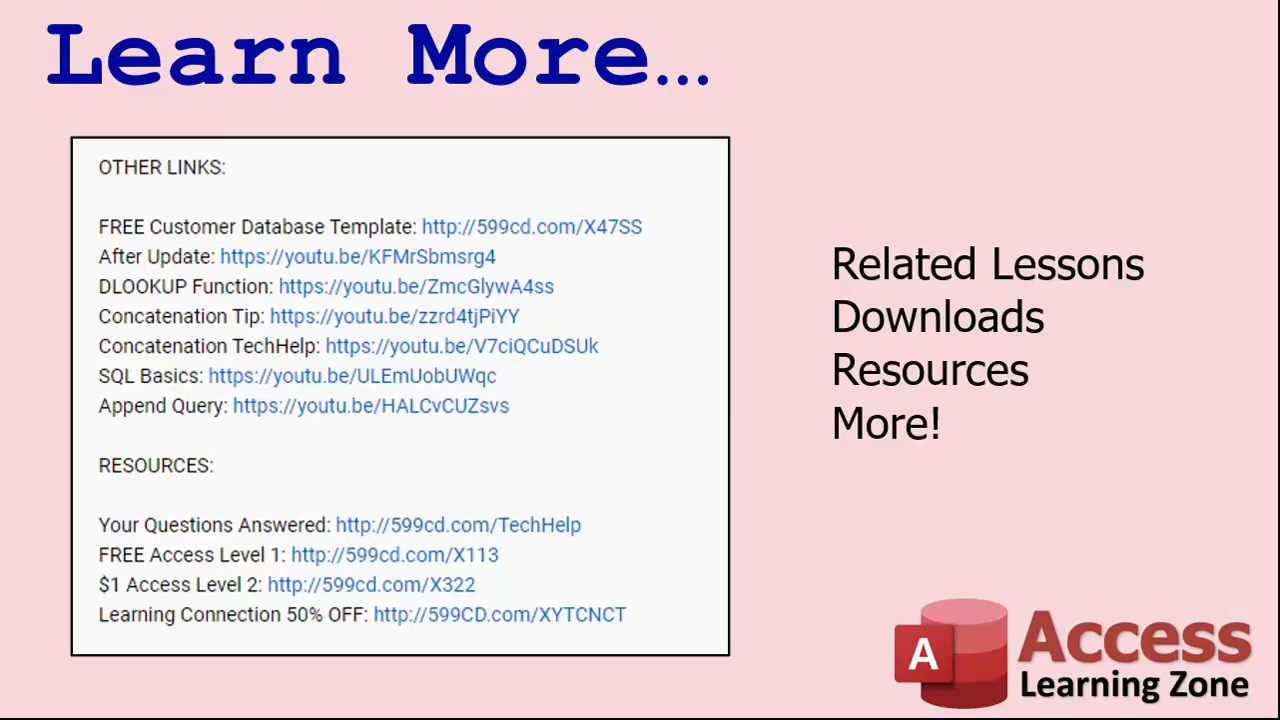 Learn More...
OTHER LINKS:
FREE Customer Database Template: http://599cd.com/X47SS
After Update: https://youtu.be/KFMrSbmsrg4
DLOOKUP Function: https://youtu.be/ZmcGlywA4ss
Concatenation Tip: https://youtu.be/zzrd4tjPiYY
Concatenation TechHelp: https://youtu.be/V7ciQCuDSUk
SQL Basics: https://youtu.be/ULEmUobUWqc
Append Query: https://youtu.be/HALCvCUZsvs
RESOURCES:
Your Questions Answered: http://599cd.com/TechHelp
FREE Access Level 1: http://599cd.com/X113
$1 Access Level 2: http://599cd.com/X322
Learning Connection 50% OFF: http://599CD.com/XYTCNCT
Related Lessons
Downloads
Resources
More!
A
Access
Learning Zone